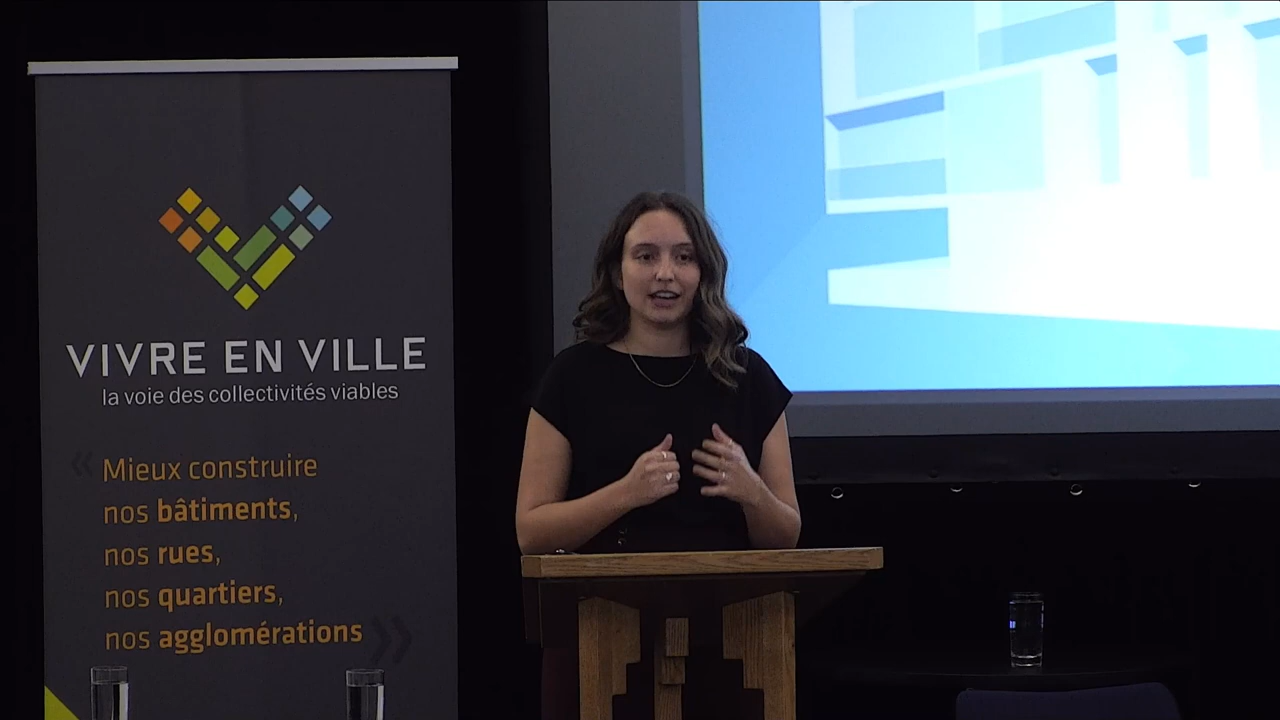 VIVRE EN VILLE
la voie des collectivités viables
« Mieux construire
nos bâtiments,
nos rues,
nos quartiers,
nos agglomérations »